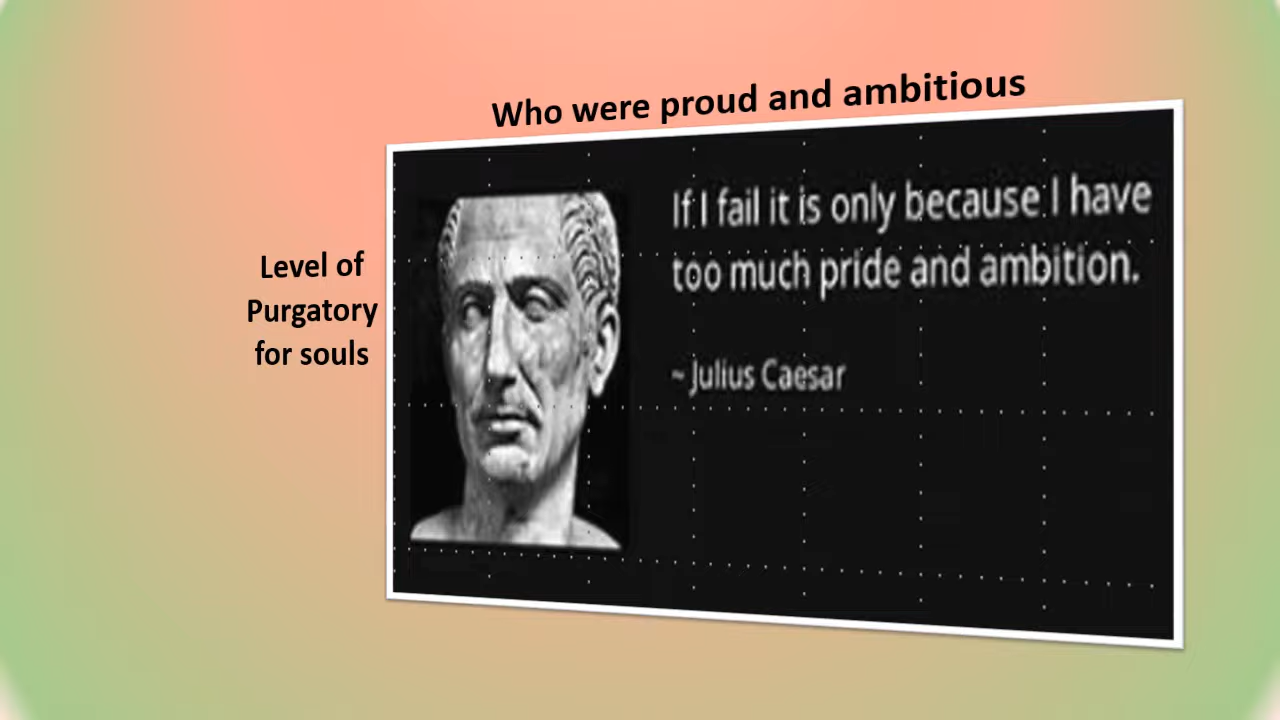 Who were proud and ambitious
Level of
Purgatory
for souls
If I fail it is only because I have
too much pride and ambition.
~ Julius Caesar